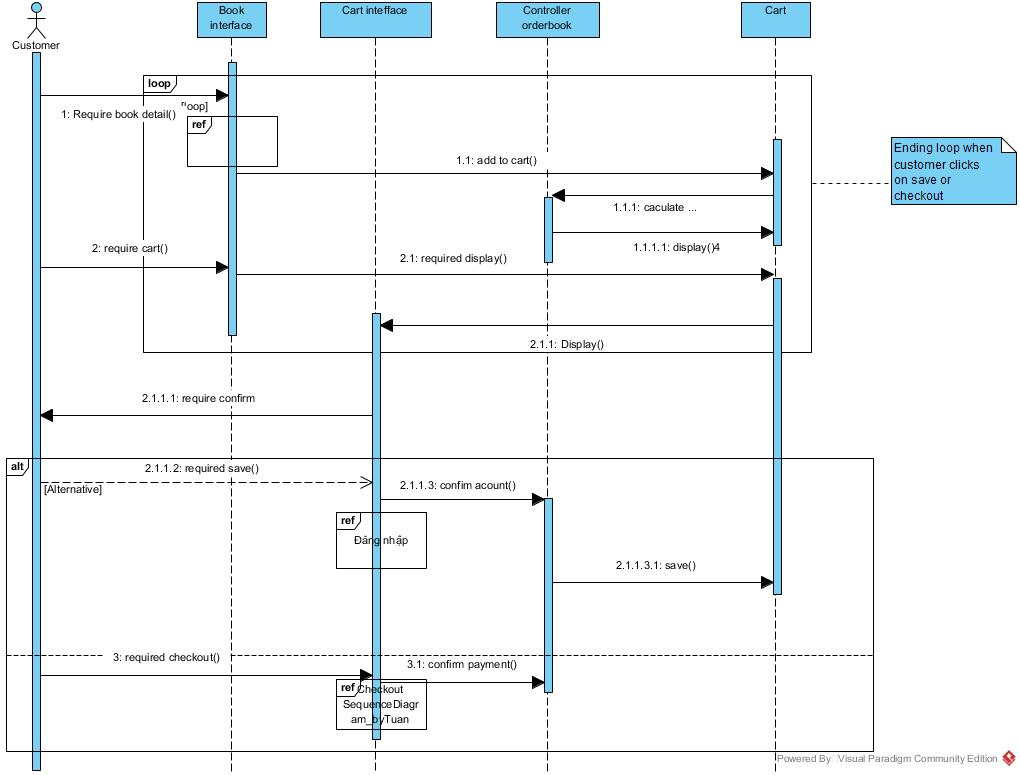 Book
interface
Cart intefface
Controller
orderbook
Cart
Customer
loop
1: Require book detail()
loop]
ref
1.1: add to cart()
Ending loop when
customer clicks
on save or
checkout
1.1.1: caculate ...
2: require cart()
1.1.1.1: display()4
2.1: required display()
2.1.1: Display()
2.1.1.1: require confirm
alt
2.1.1.2: required save()
[Alternative]
2.1.1.3: confim acount()
ref
Đăng nhập
2.1.1.3.1: save()
3: required checkout()
3.1: confirm payment()
ref
Checkout
SequenceDiagr
am_byTuan
Powered By Visual Paradigm Community Edition